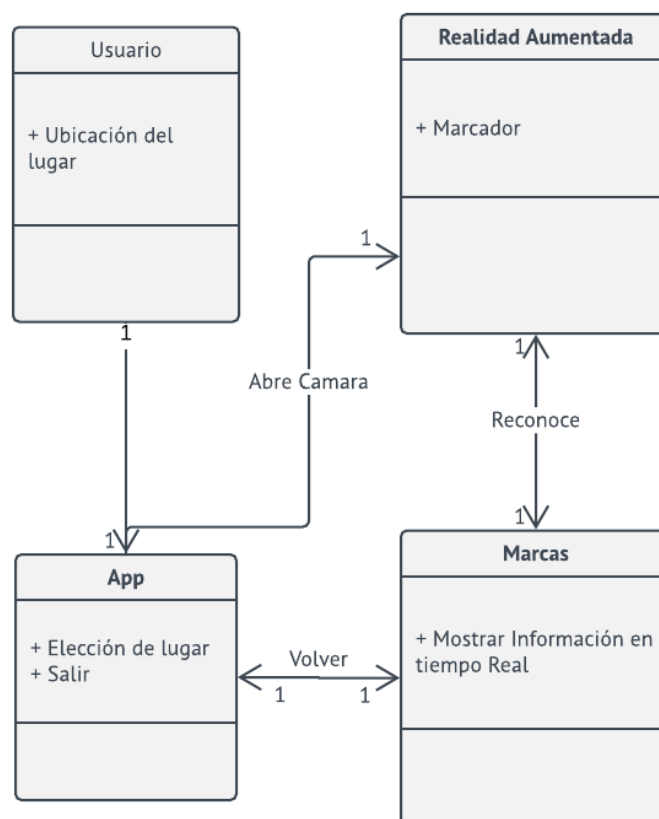 Usuario
+ Ubicación del
lugar
1
Realidad Aumentada
+ Marcador
1
Abre Camara
1
Reconoce
1
1
App
+ Elección de lugar
+ Salir
Volver
1
1
Marcas
+ Mostrar Información en
tiempo Real